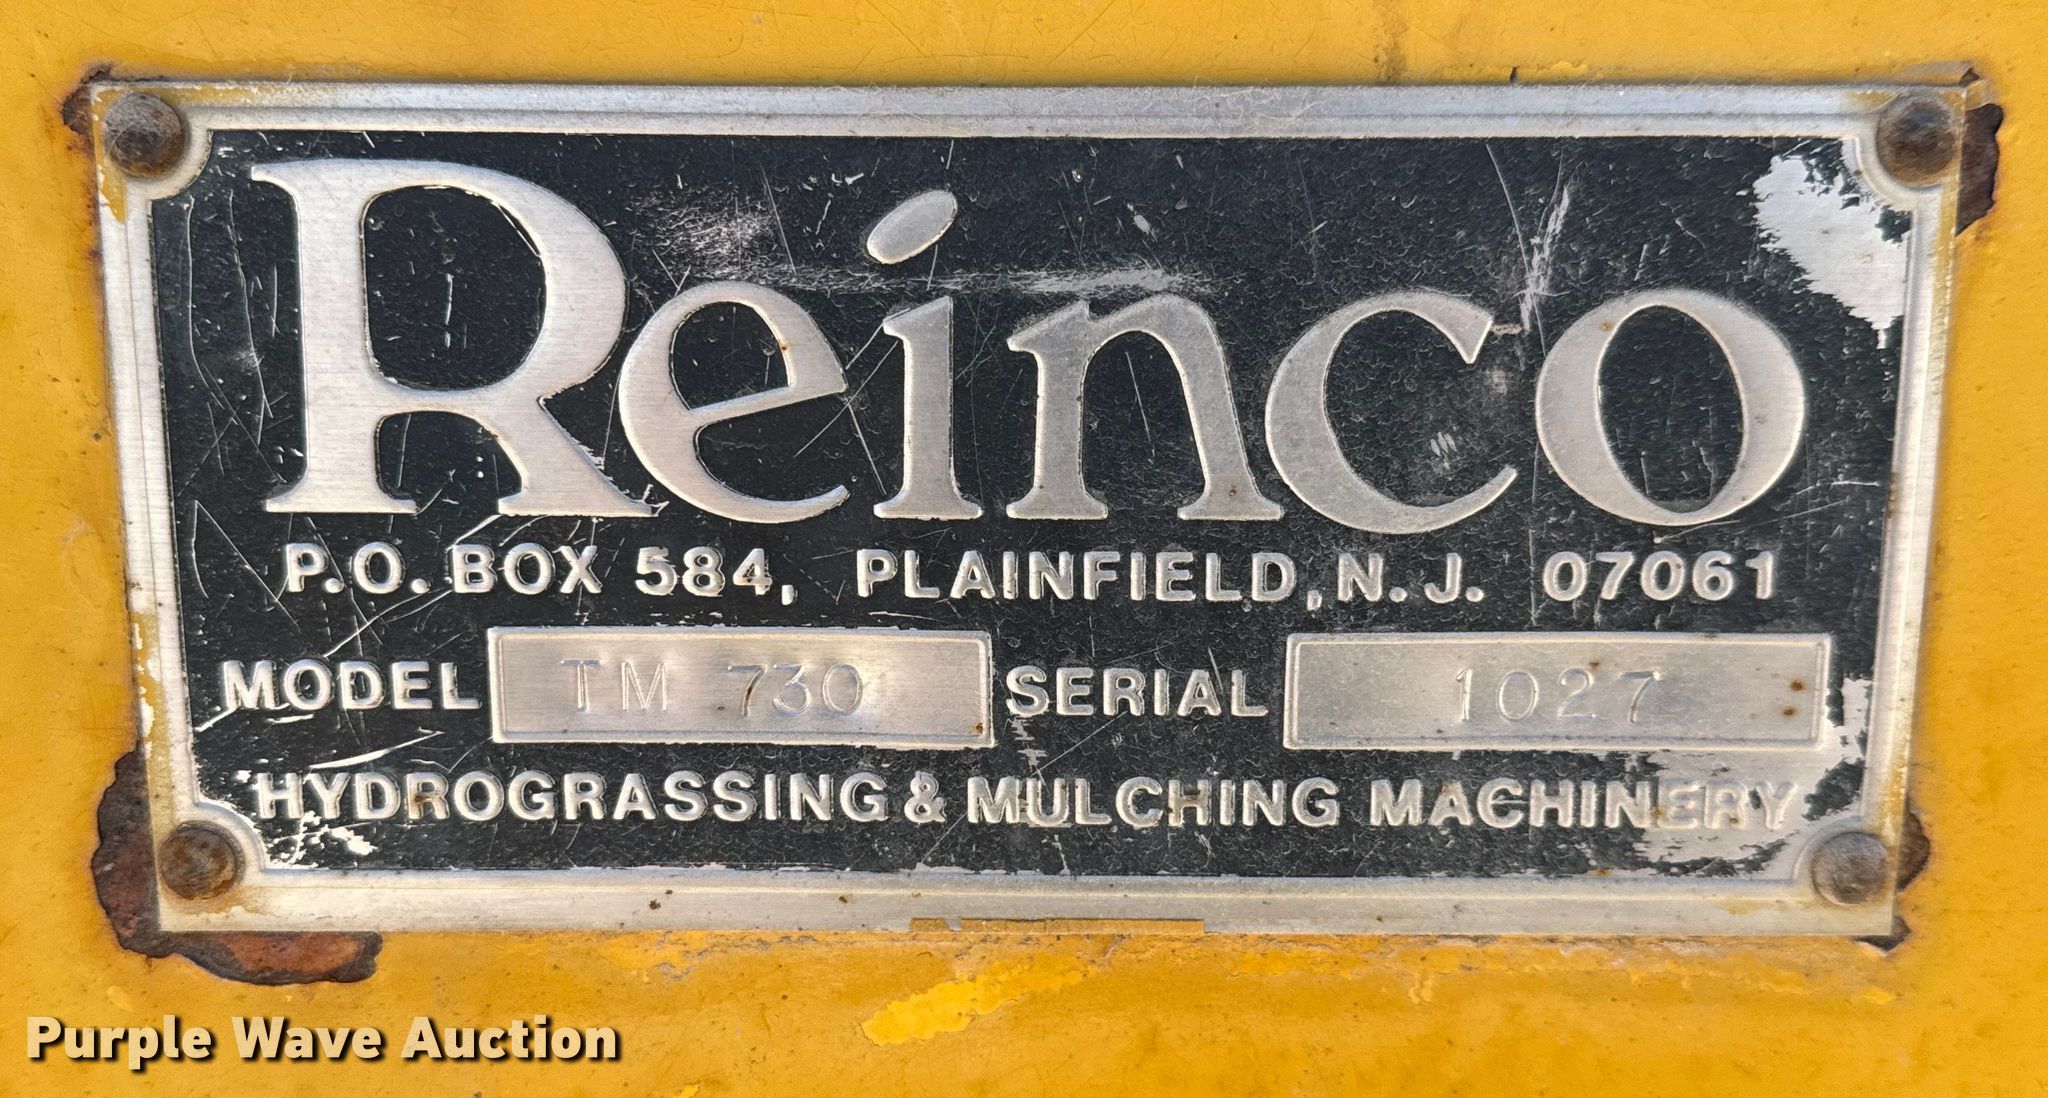 Reinco
P.O. BOX 584, PLAINFIELD, N.J. 07061
MODEL TM 730 SERIAL 1027
HYDROGRASSING & MULCHING MACHINERY
Purple Wave Auction